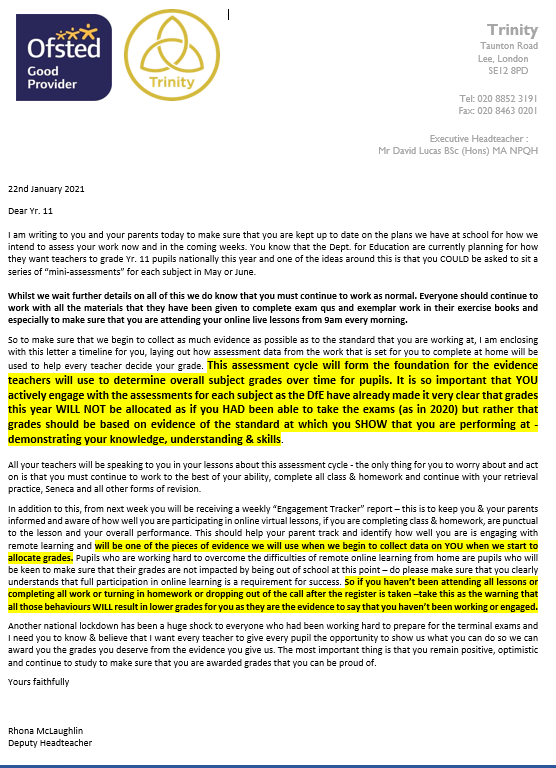 Ofsted
Good
Provider
Trinity
Trinity
Taunton Road
Lee, London
SE12 8PD
Tel: 020 8852 3191
Fax: 020 8463 0201
Executive Headteacher :
Mr David Lucas BSc (Hons) MA NPQH
22nd January 2021
Dear Yr. 11
I am writing to you and your parents today to make sure that you are kept up to date on the plans we have at school for how we
intend to assess your work now and in the coming weeks. You know that the Dept. for Education are currently planning for how
they want teachers to grade Yr. 11 pupils nationally this year and one of the ideas around this is that you COULD be asked to sit a
series of “mini-assessments” for each subject in May or June.
Whilst we wait further details on all of this we do know that you must continue to work as normal. Everyone should continue to
work with all the materials that they have been given to complete exam qus and exemplar work in their exercise books and
especially to make sure that you are attending your online live lessons from 9am every morning.
So to make sure that we begin to collect as much evidence as possible as to the standard that you are working at, I am enclosing
with this letter a timeline for you, laying out how assessment data from the work that is set for you to complete at home will be
used to help every teacher decide your grade. This assessment cycle will form the foundation for the evidence
teachers will use to determine overall subject grades over time for pupils. It is so important that YOU
actively engage with the assessments for each subject as the DfE have already made it very clear that grades
this year WILL NOT be allocated as if you HAD been able to take the exams (as in 2020) but rather that
grades should be based on evidence of the standard at which you SHOW that you are performing at -
demonstrating your knowledge, understanding & skills.
All your teachers will be speaking to you in your lessons about this assessment cycle - the only thing for you to worry about and act
on is that you must continue to work to the best of your ability, complete all class & homework and continue with your retrieval
practice, Seneca and all other forms of revision.
In addition to this, from next week you will be receiving a weekly “Engagement Tracker” report – this is to keep you & your parents
informed and aware of how well you are participating in online virtual lessons, if you are completing class & homework, are punctual
to the lesson and your overall performance. This should help your parent track and identify how well you are engaging with
remote learning and will be one of the pieces of evidence we will use when we begin to collect data on YOU when we start to
allocate grades. Pupils who are working hard to overcome the difficulties of remote online learning from home are pupils who will
be keen to make sure that their grades are not impacted by being out of school at this point – do please make sure that you clearly
understands that full participation in online learning is a requirement for success. So if you haven’t been attending all lessons or
completing all work or turning in homework or dropping out of the call after the register is taken –take this as the warning that
all those behaviours WILL result in lower grades for you as they are the evidence to say that you haven’t been working or engaged.
Another national lockdown has been a huge shock to everyone who had been working hard to prepare for the terminal exams and
I need you to know & believe that I want every teacher to give every pupil the opportunity to show us what you can do so we can
award you the grades you deserve from the evidence you give us. The most important thing is that you remain positive, optimistic
and continue to study to make sure that you are awarded grades that you can be proud of.
Yours faithfully
Rhona McLaughlin
Deputy Headteacher